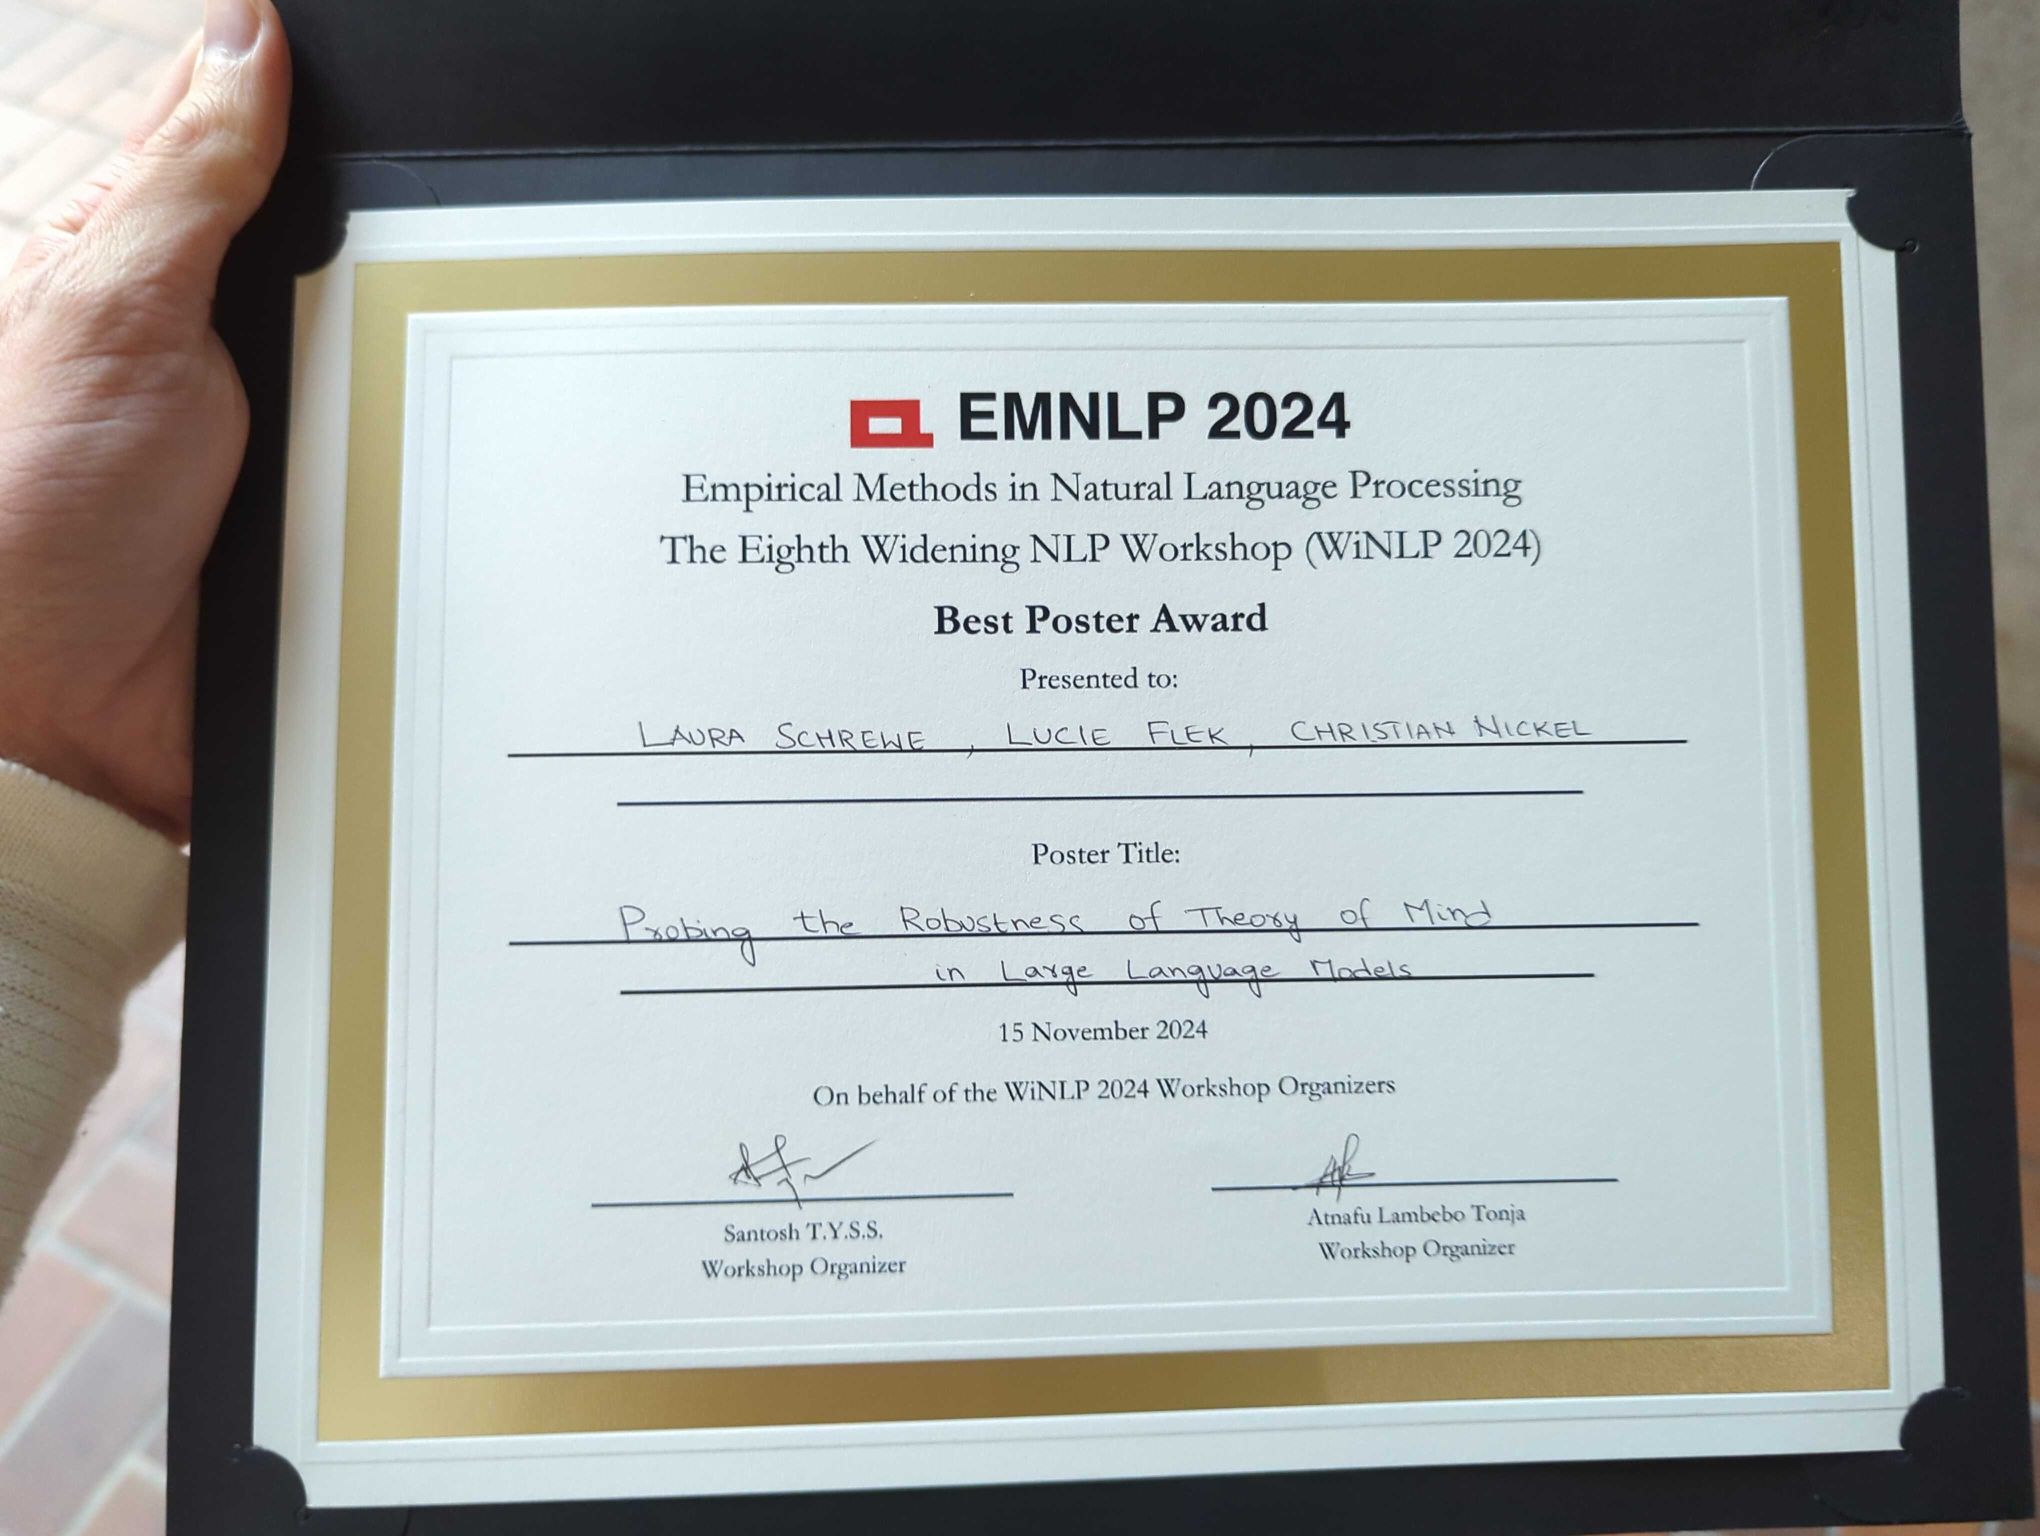 EMNLP 2024
Empirical Methods in Natural Language Processing
The Eighth Widening NLP Workshop (WiNLP 2024)
Best Poster Award
Presented to:
LAURA SCHREWE, LUCIE FLEK, CHRISTIAN NICKEL
Poster Title:
Probing the Robustness of Theory of Mind
in Large Language Models
15 November 2024
On behalf of the WiNLP 2024 Workshop Organizers
Santosh T.Y.S.S.
Workshop Organizer
Atnafu Lambebo Tonja
Workshop Organizer